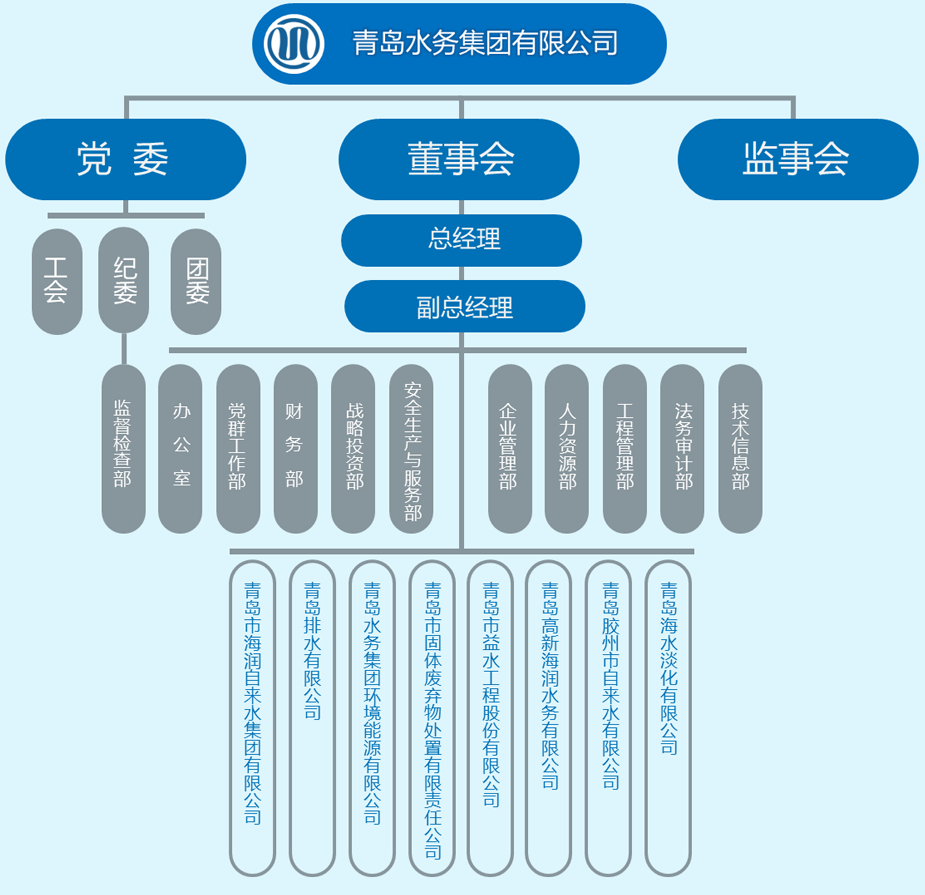 青岛水务集团有限公司
党 委
董事会
监事会
总经理
副总经理
工会
纪委
团委
监督检查部
办公室
党群工作部
财务部
战略投资部
安全生产与服务部
企业管理部
人力资源部
工程管理部
法务审计部
技术信息部
青岛市海润自来水集团有限公司
青岛排水有限公司
青岛水务集团环境能源有限公司
青岛市固体废弃物处置有限责任公司
青岛市益水工程股份有限公司
青岛高新海润水务有限公司
青岛胶州市自来水有限公司
青岛海水淡化有限公司